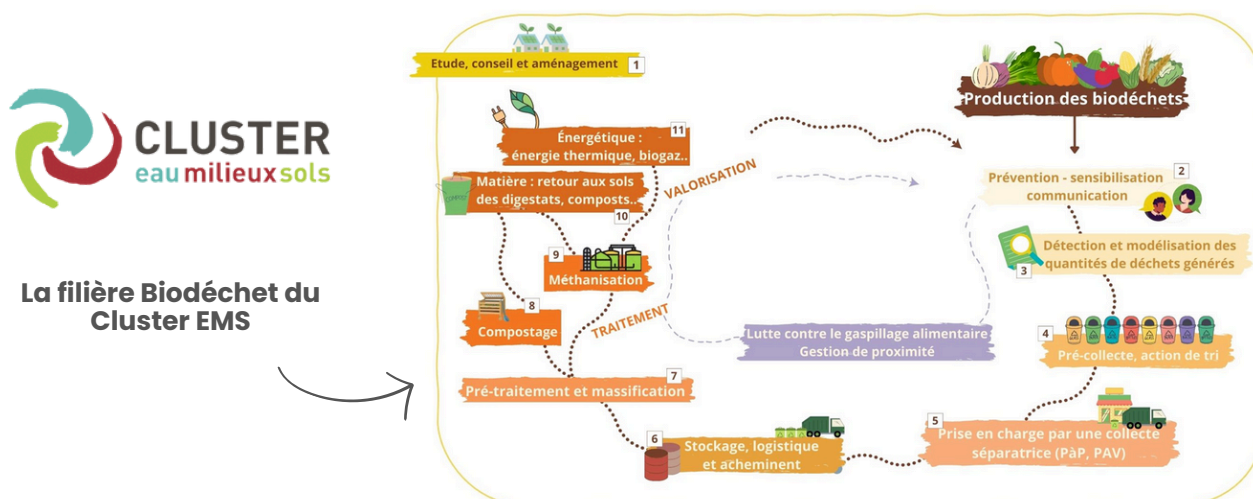 CLUSTER
eau milieux sols
La filière Biodéchet du
Cluster EMS
Etude, conseil et aménagement 1
Production des biodéchets
11
Énergétique :
énergie thermique, biogaz..
Matière : retour aux sols
des digestats, composts..
10
VALORISATION
2
Prévention - sensibilisation
communication
Détection et modélisation des
quantités de déchets générés
3
9
Méthanisation
8
Compostage
TRAITEMENT
Lutte contre le gaspillage alimentaire
Gestion de proximité
4
Pré-collecte, action de tri
7
Pré-traitement et massification
5
Prise en charge par une collecte
séparatrice (PàP, PAV)
6
Stockage, logistique
et acheminent